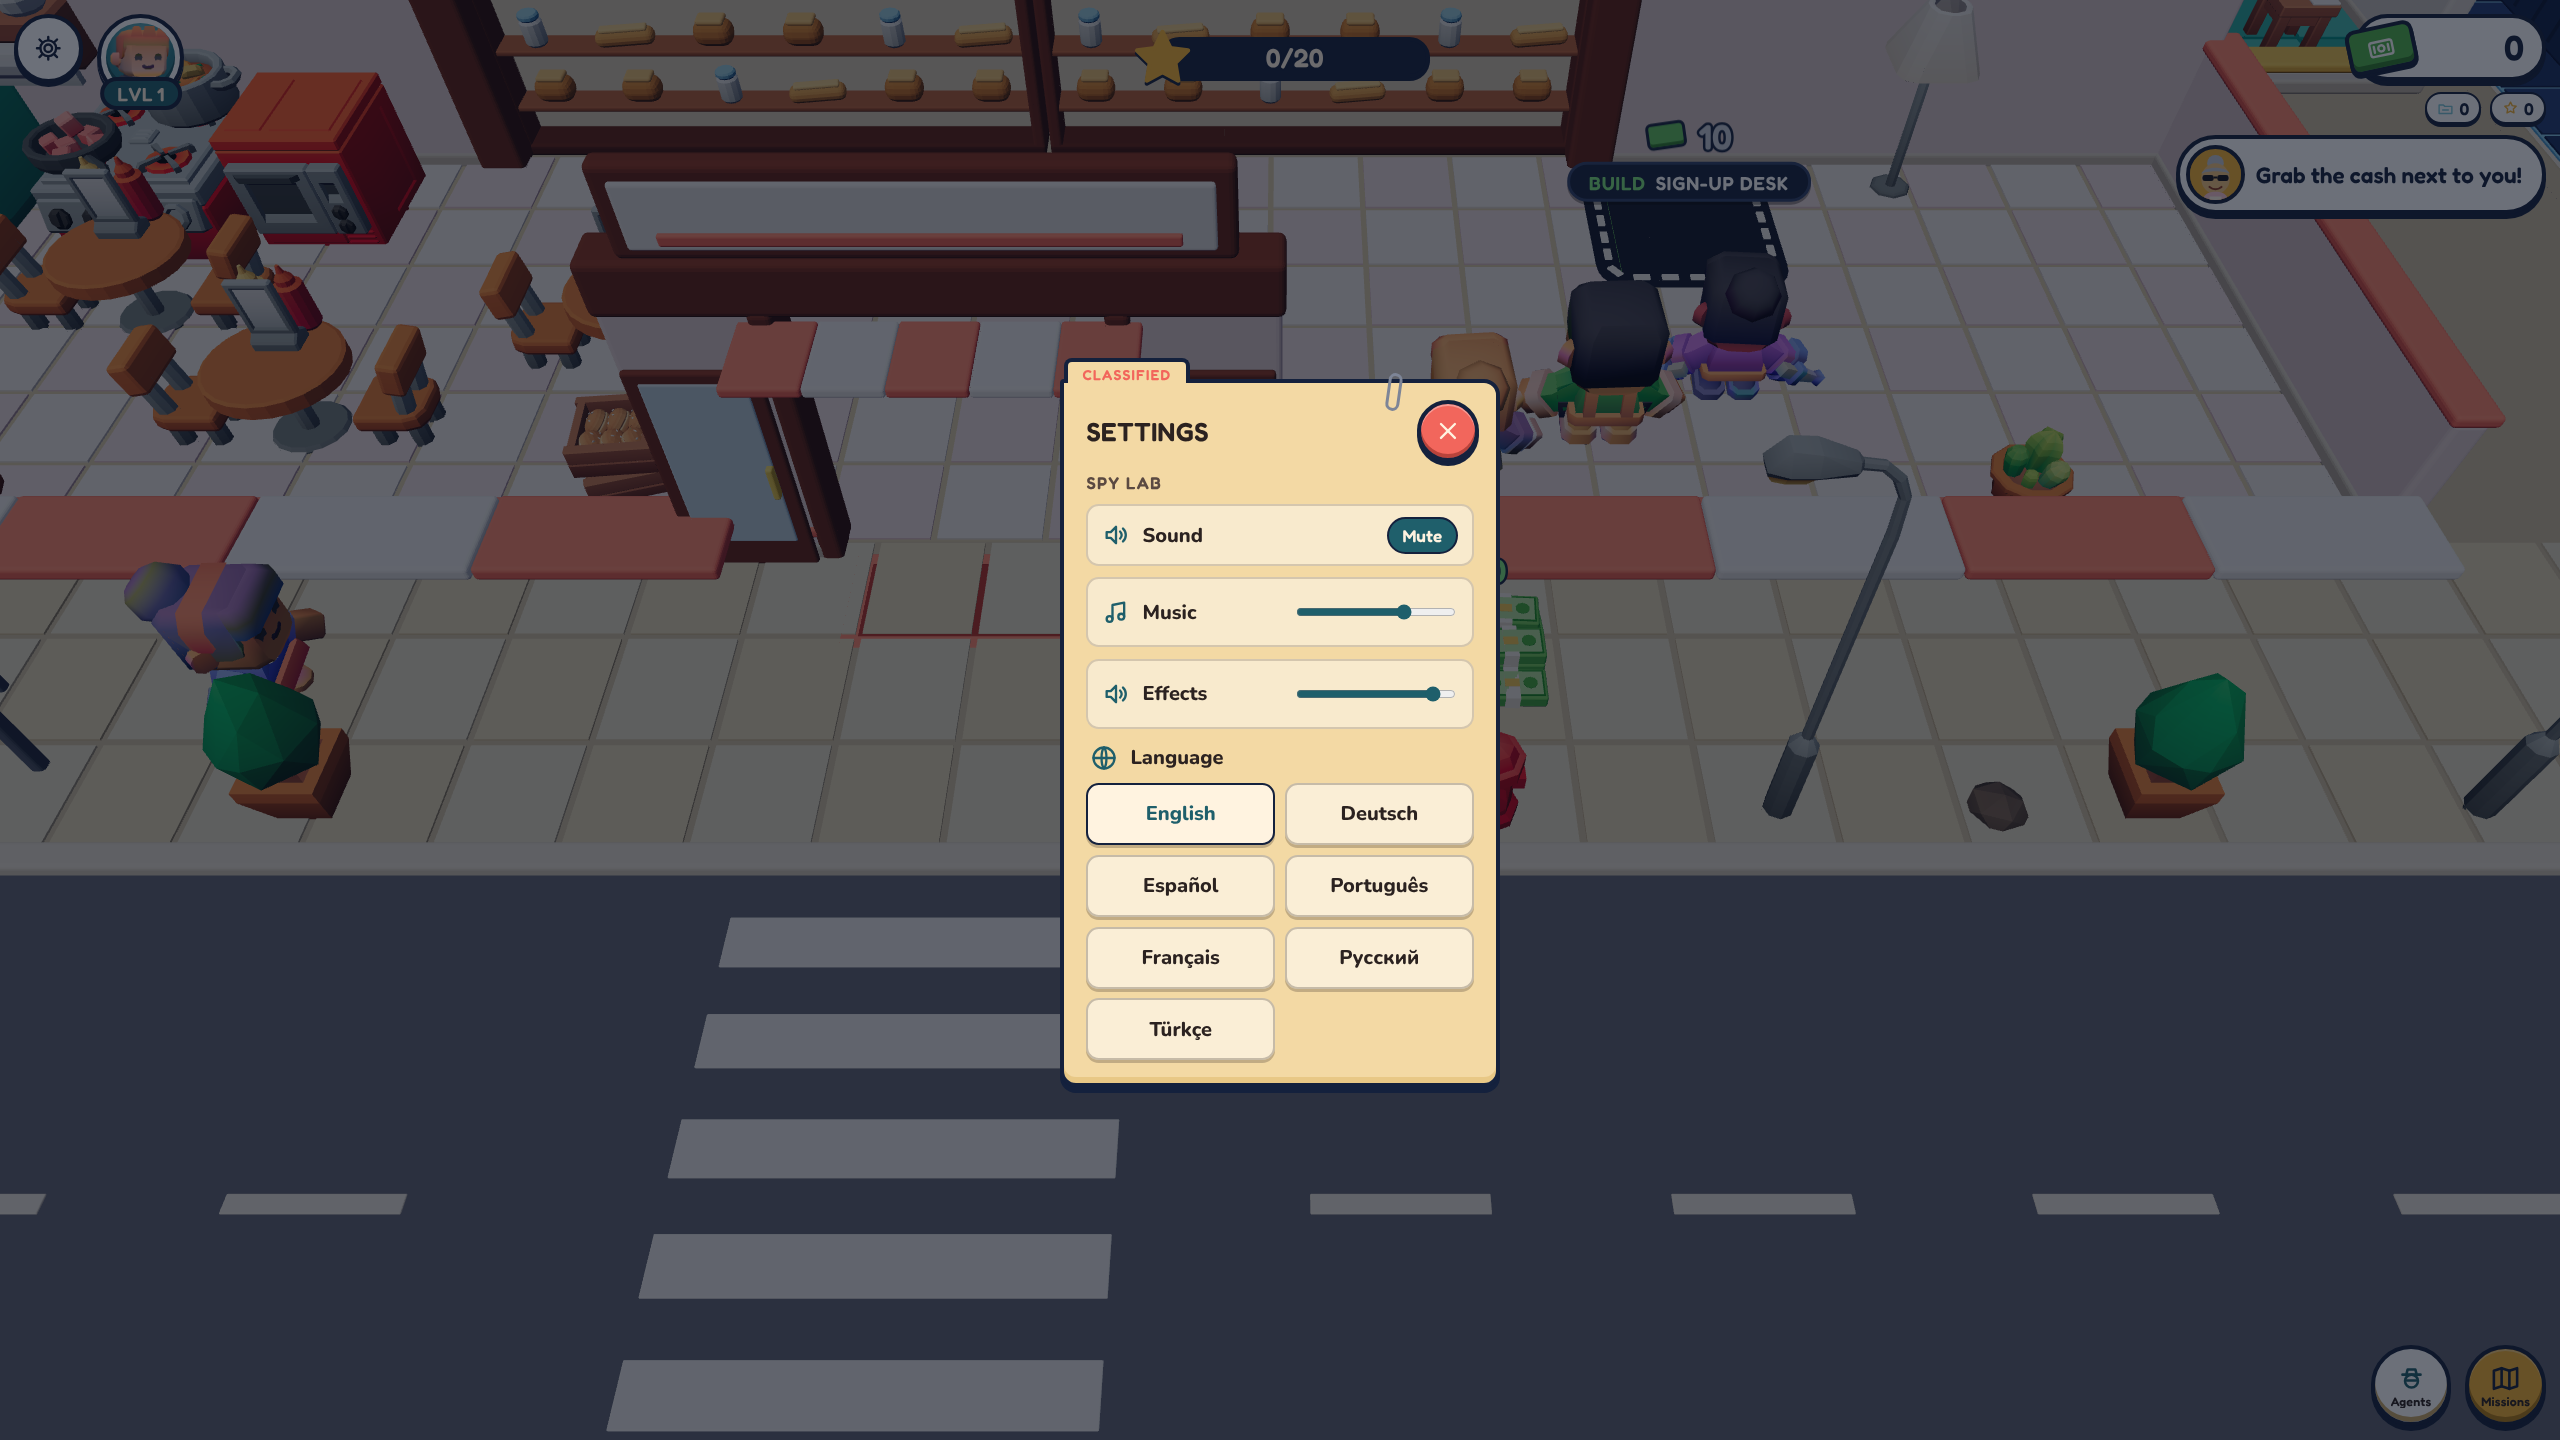 LVL 1
0/20
0
0
0
Grab the cash next to you!
10
BUILD SIGN-UP DESK
CLASSIFIED
SETTINGS
SPY LAB
Sound
Mute
Music
Effects
Language
English
Deutsch
Español
Português
Français
Русский
Türkçe
Agents
Missions